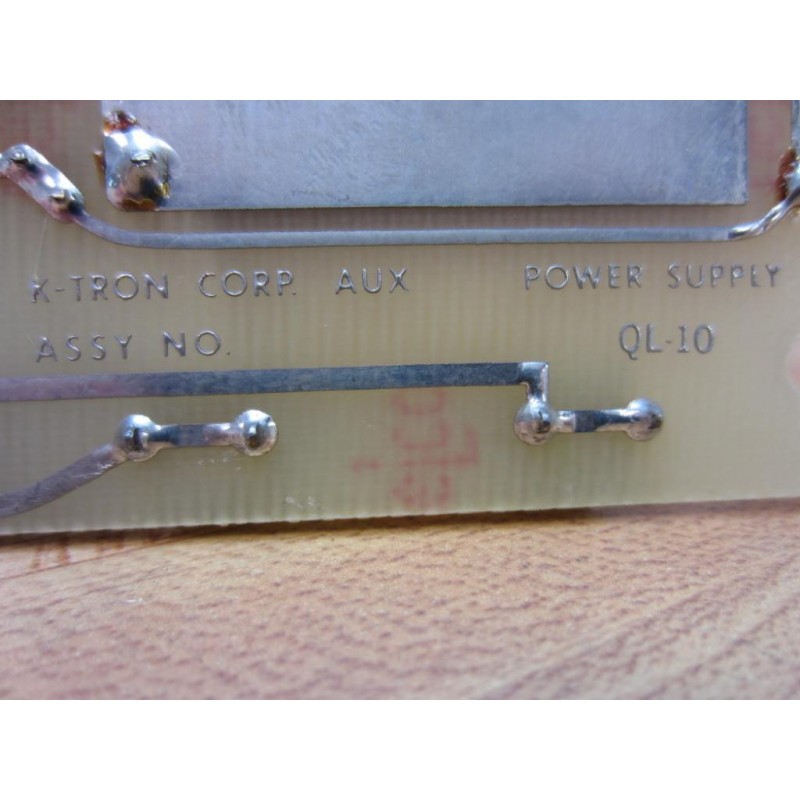 K-TRON CORP. AUX POWER SUPPLY
ASSY NO. QL-10